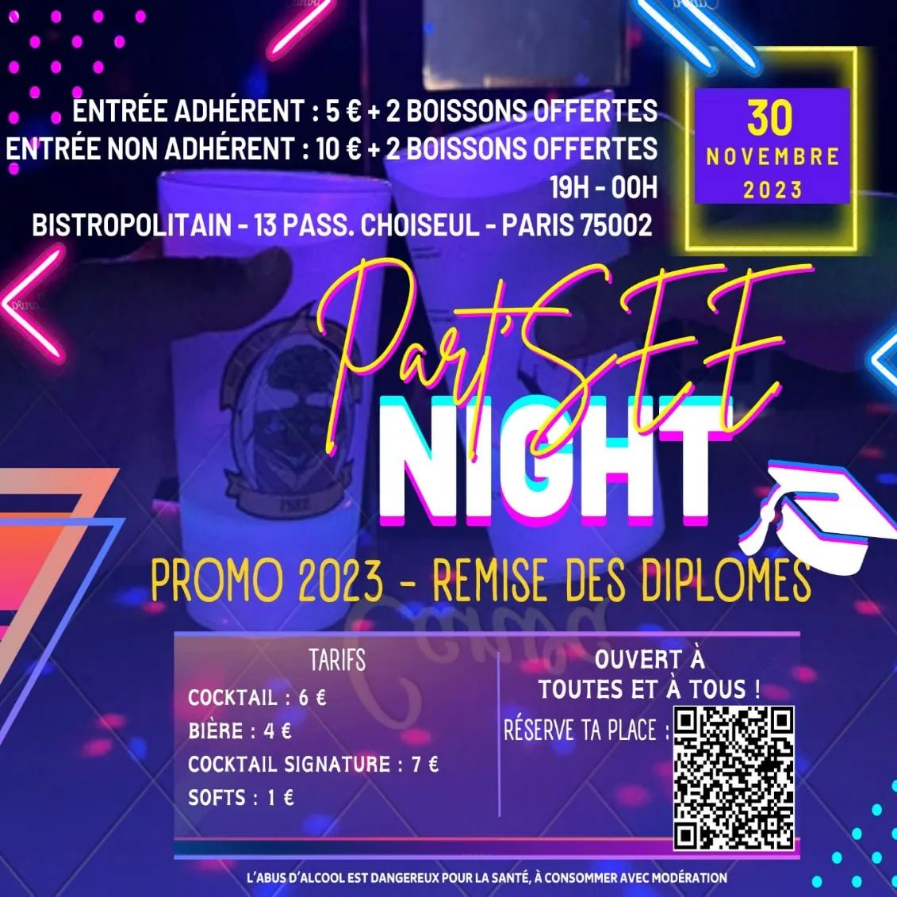 ENTRÉE ADHÉRENT : 5 € + 2 BOISSONS OFFERTES
ENTRÉE NON ADHÉRENT : 10 € + 2 BOISSONS OFFERTES
19H - 00H
BISTROPOLITAIN - 13 PASS. CHOISEUL - PARIS 75002
30
NOVEMBRE
2023
Part'SEE
NIGHT
PROMO 2023 - REMISE DES DIPLOMES
TARIFS
COCKTAIL : 6 €
BIÈRE : 4 €
COCKTAIL SIGNATURE : 7 €
SOFTS : 1 €
OUVERT À
TOUTES ET À TOUS !
RÉSERVE TA PLACE :
L'ABUS D'ALCOOL EST DANGEREUX POUR LA SANTÉ, À CONSOMMER AVEC MODÉRATION